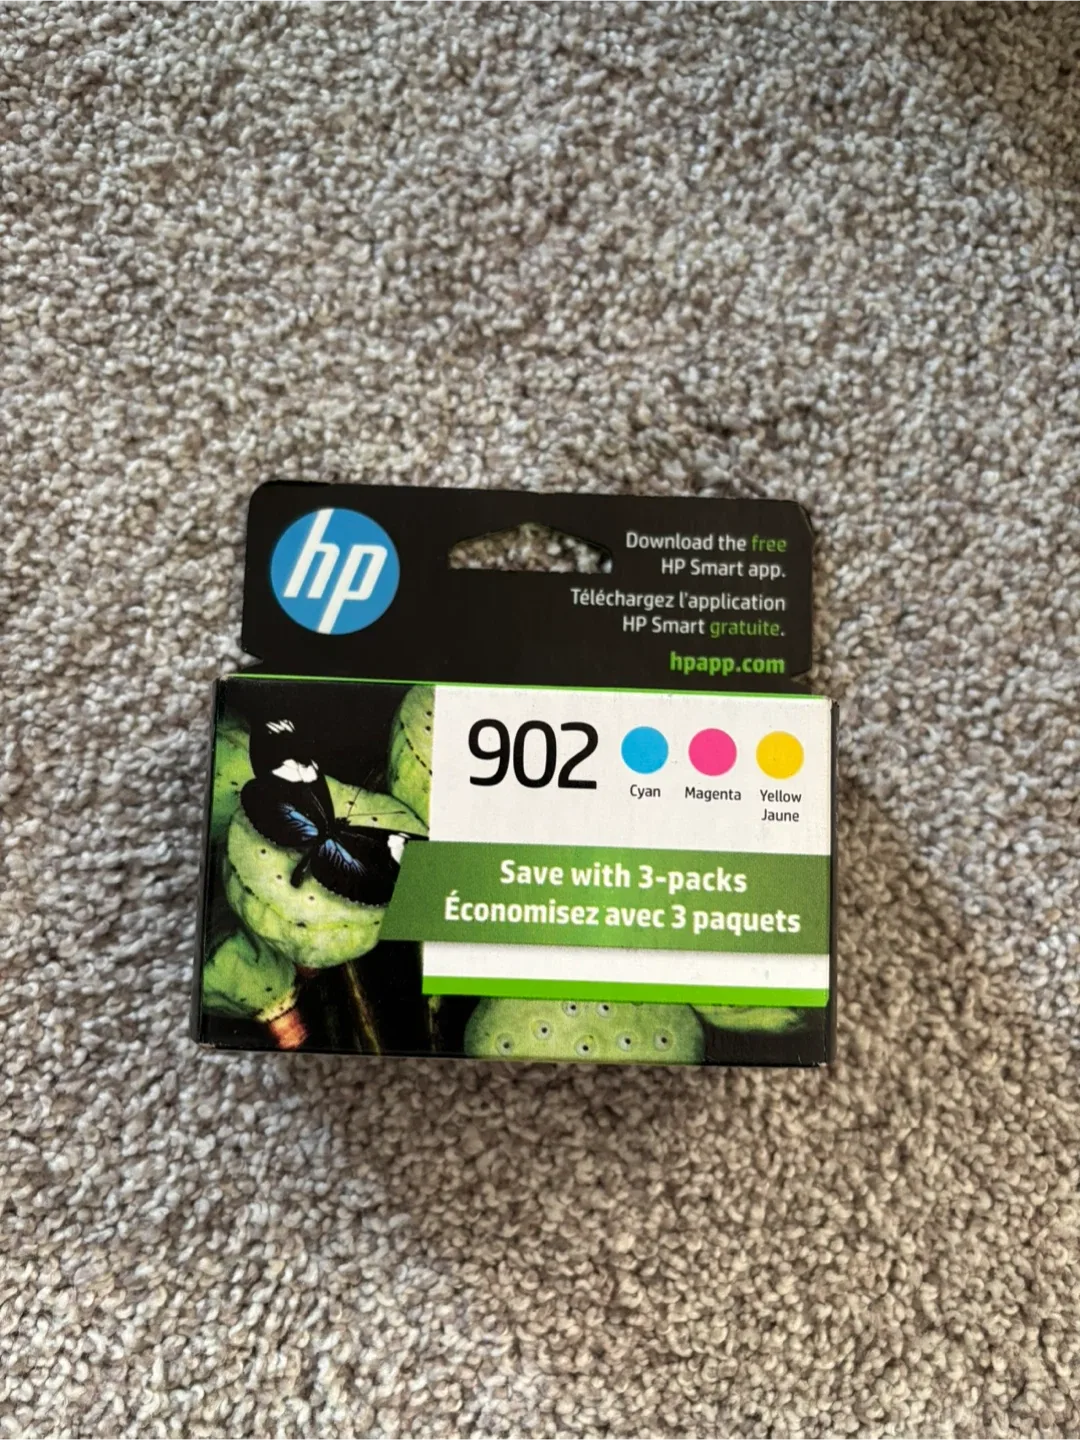 hp
Download the free
HP Smart app.
Téléchargez l'application
HP Smart gratuite.
hpapp.com
902
Cyan
Magenta
Yellow
Jaune
Save with 3-packs
Économisez avec 3 paquets